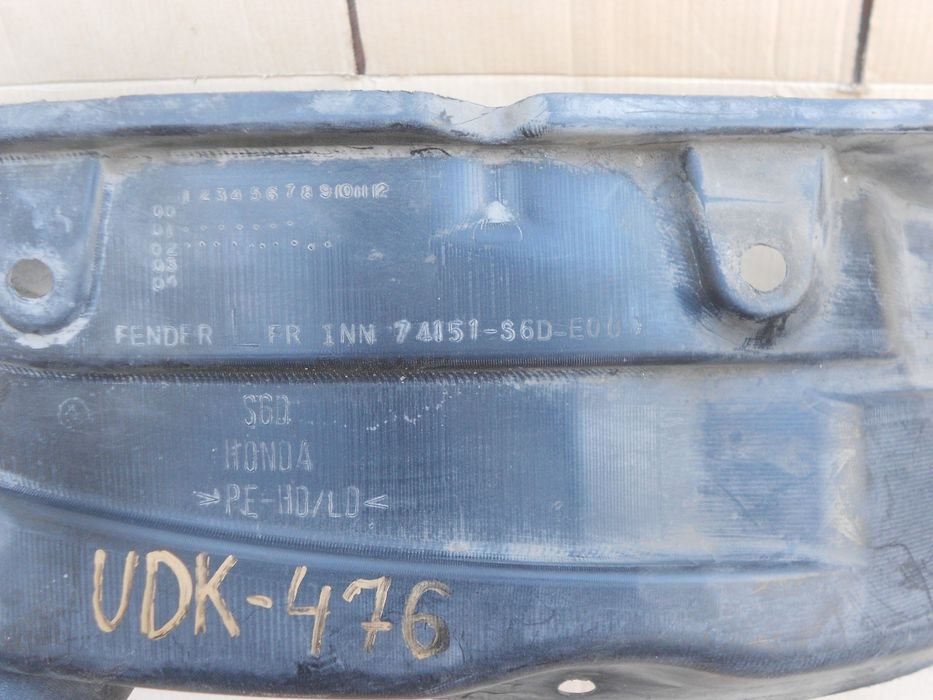 1 2 3 4 5 6 7 8 9 10 11 12
00
01
02
03
04
FENDER FR INN 74151-S6D-E00
S6D
HONDA
>PE-HD/LD<
UDK-476